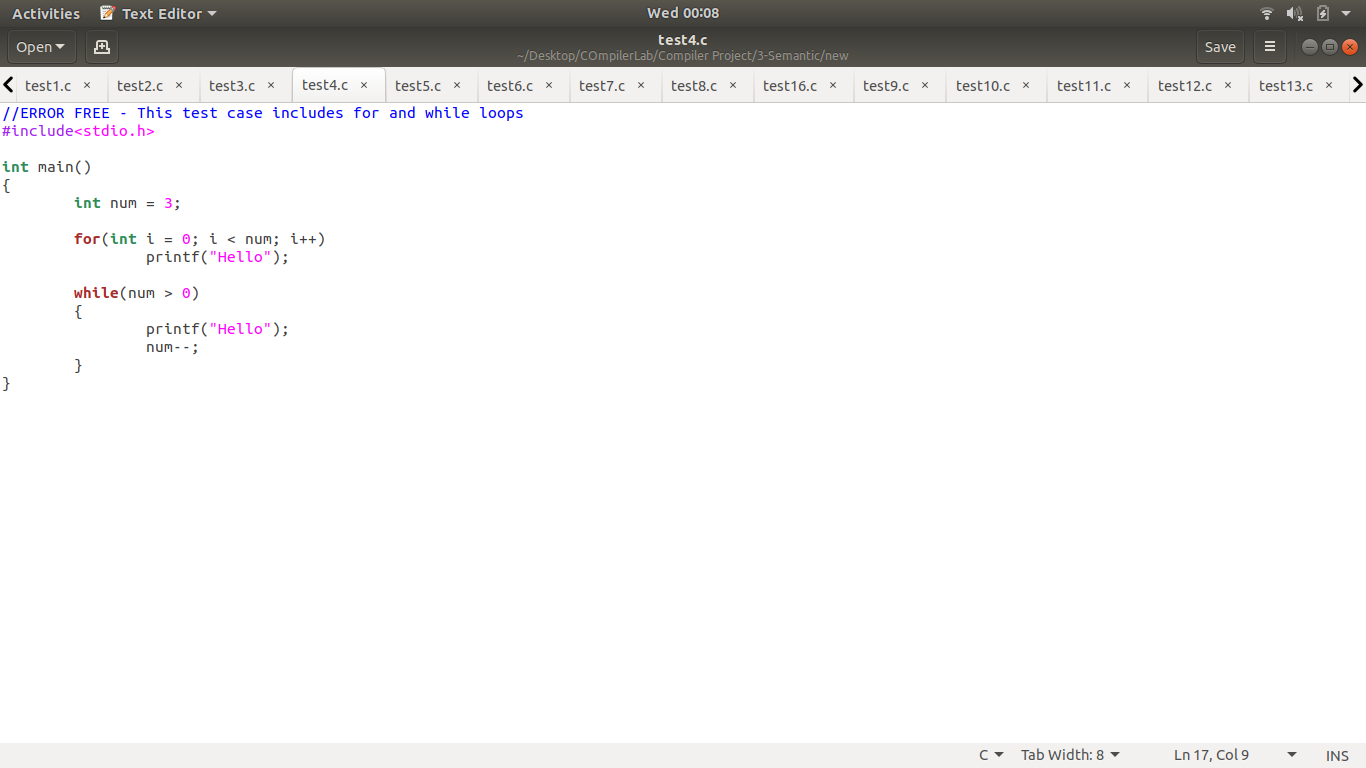 Activities Text Editor Wed 00:08
Open test4.c Save
~/Desktop/COmpilerLab/Compiler Project/3-Semantic/new
test1.c × test2.c × test3.c × test4.c × test5.c × test6.c × test7.c × test8.c × test16.c × test9.c × test10.c × test11.c × test12.c × test13.c ×
//ERROR FREE - This test case includes for and while loops
#include<stdio.h>
int main()
{
int num = 3;
for(int i = 0; i < num; i++)
printf("Hello");
while(num > 0)
{
printf("Hello");
num--;
}
}
C Tab Width: 8 Ln 17, Col 9 INS